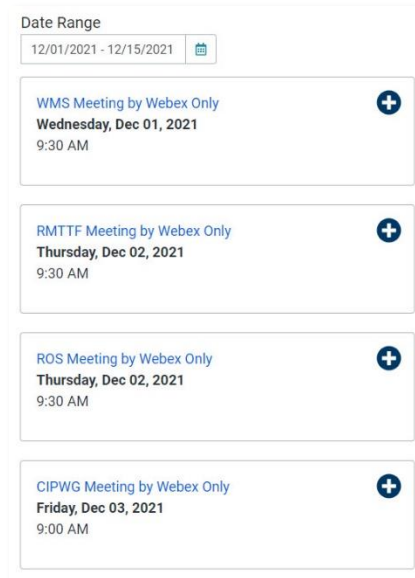 Date Range
12/01/2021 - 12/15/2021
WMS Meeting by Webex Only
Wednesday, Dec 01, 2021
9:30 AM
RMTTF Meeting by Webex Only
Thursday, Dec 02, 2021
9:30 AM
ROS Meeting by Webex Only
Thursday, Dec 02, 2021
9:30 AM
CIPWG Meeting by Webex Only
Friday, Dec 03, 2021
9:00 AM